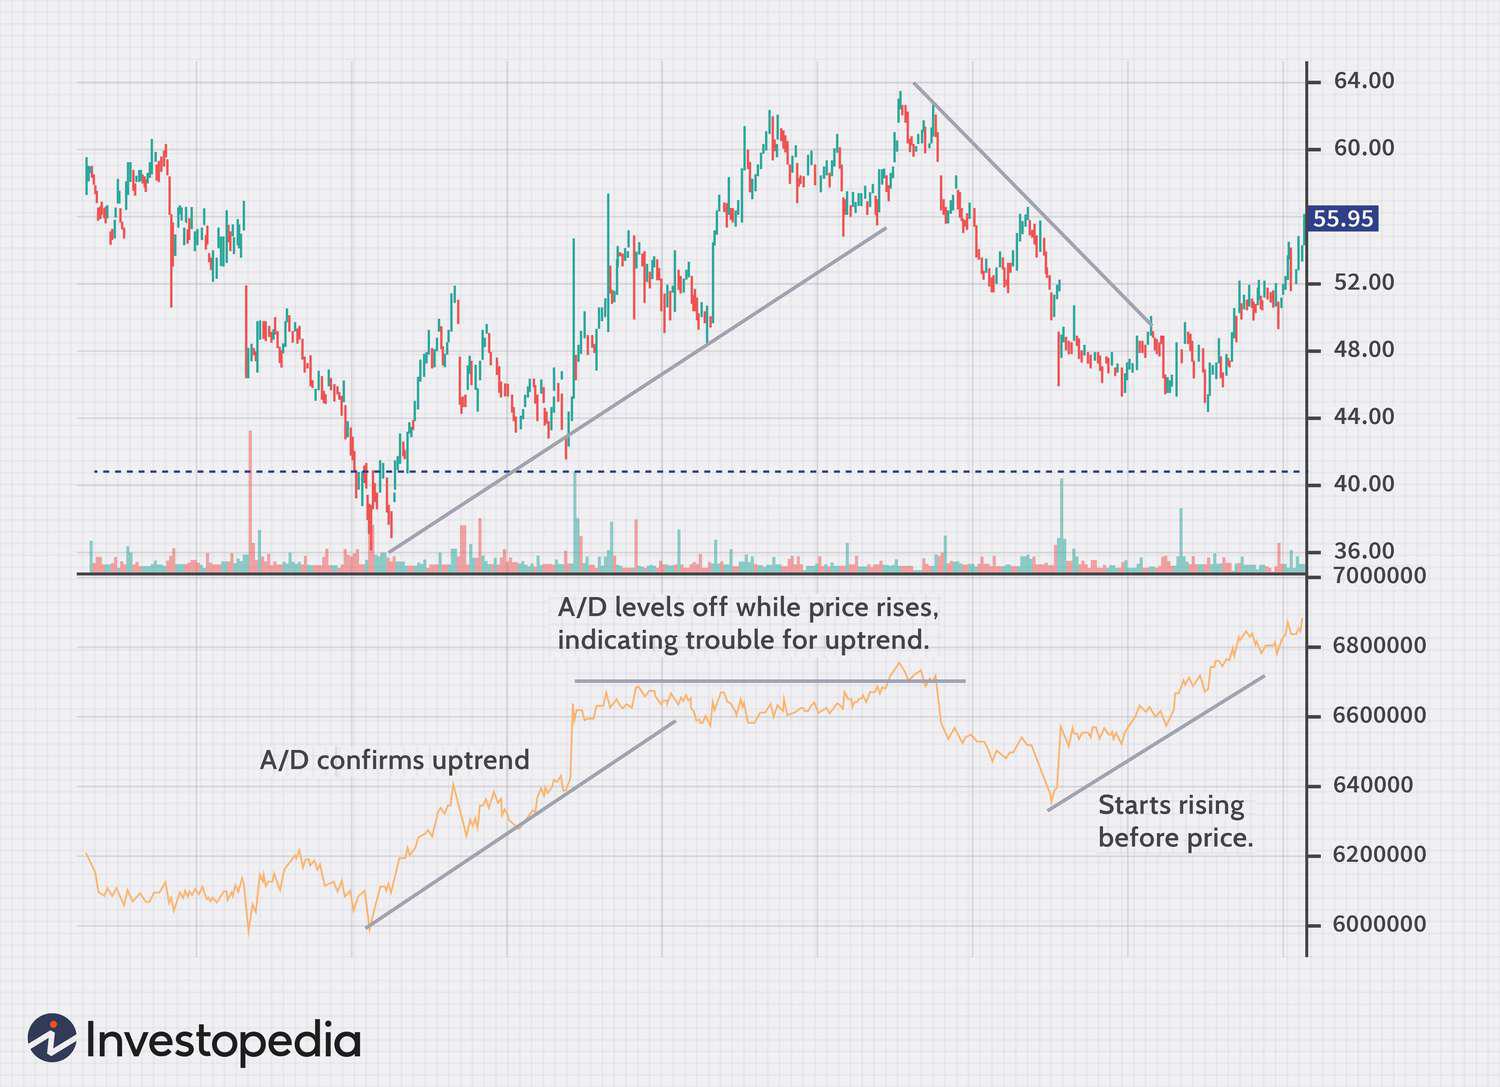 64.00
60.00
55.95
52.00
48.00
44.00
40.00
36.00
7000000
A/D levels off while price rises,
indicating trouble for uptrend.
6800000
6600000
A/D confirms uptrend
640000
Starts rising
before price.
6200000
6000000
Investopedia